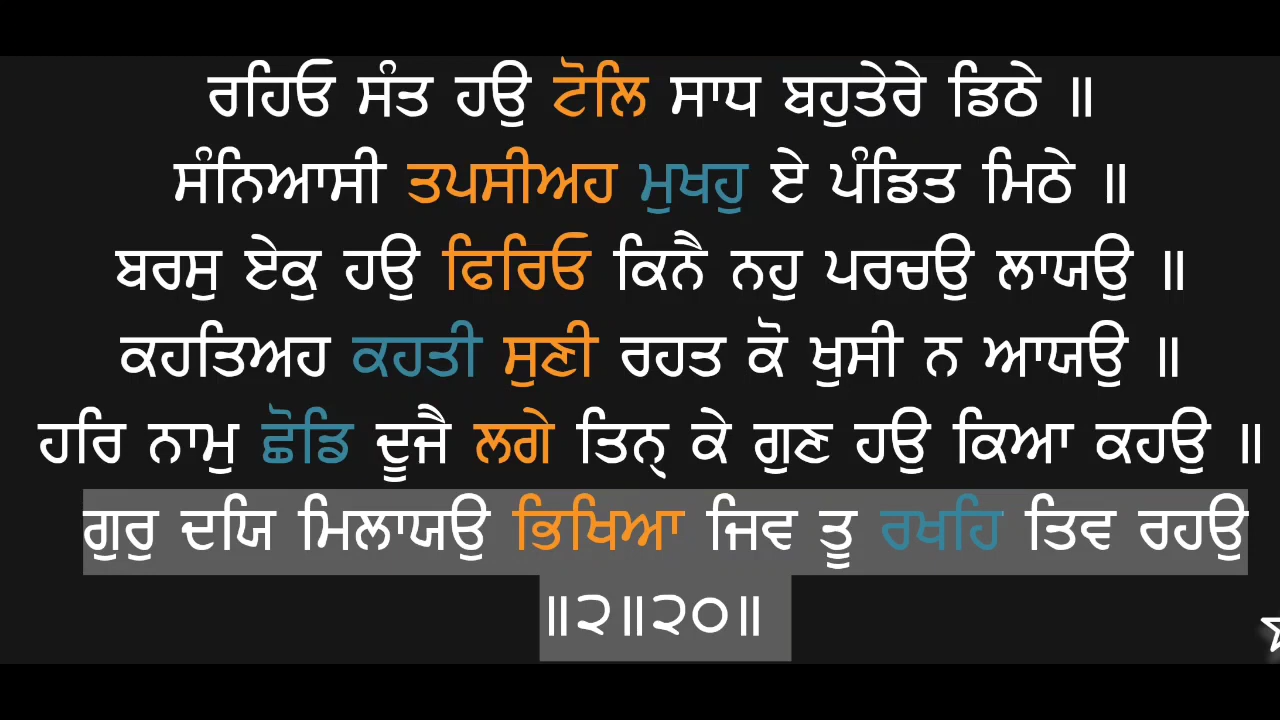 ਰਹਿਓ ਸੰਤ ਹਉ ਟੋਲਿ ਸਾਧ ਬਹੁਤੇਰੇ ਡਿਠੇ ॥
ਸੰਨਿਆਸੀ ਤਪਸੀਅਹ ਮੁਖਹੁ ਏ ਪੰਡਿਤ ਮਿਠੇ ॥
ਬਰਸੁ ਏਕੁ ਹਉ ਫਿਰਿਓ ਕਿਨੈ ਨਹੁ ਪਰਚਉ ਲਾਯਉ ॥
ਕਹਤਿਅਹ ਕਹਤੀ ਸੁਣੀ ਰਹਤ ਕੋ ਖੁਸੀ ਨ ਆਯਉ ॥
ਹਰਿ ਨਾਮੁ ਛੋਡਿ ਦੂਜੈ ਲਗੇ ਤਿਨੑ ਕੇ ਗੁਣ ਹਉ ਕਿਆ ਕਹਉ ॥
ਗੁਰੁ ਦਯਿ ਮਿਲਾਯਉ ਭਿਖਿਆ ਜਿਵ ਤੂ ਰਖਹਿ ਤਿਵ ਰਹਉ
॥੨॥੨੦॥